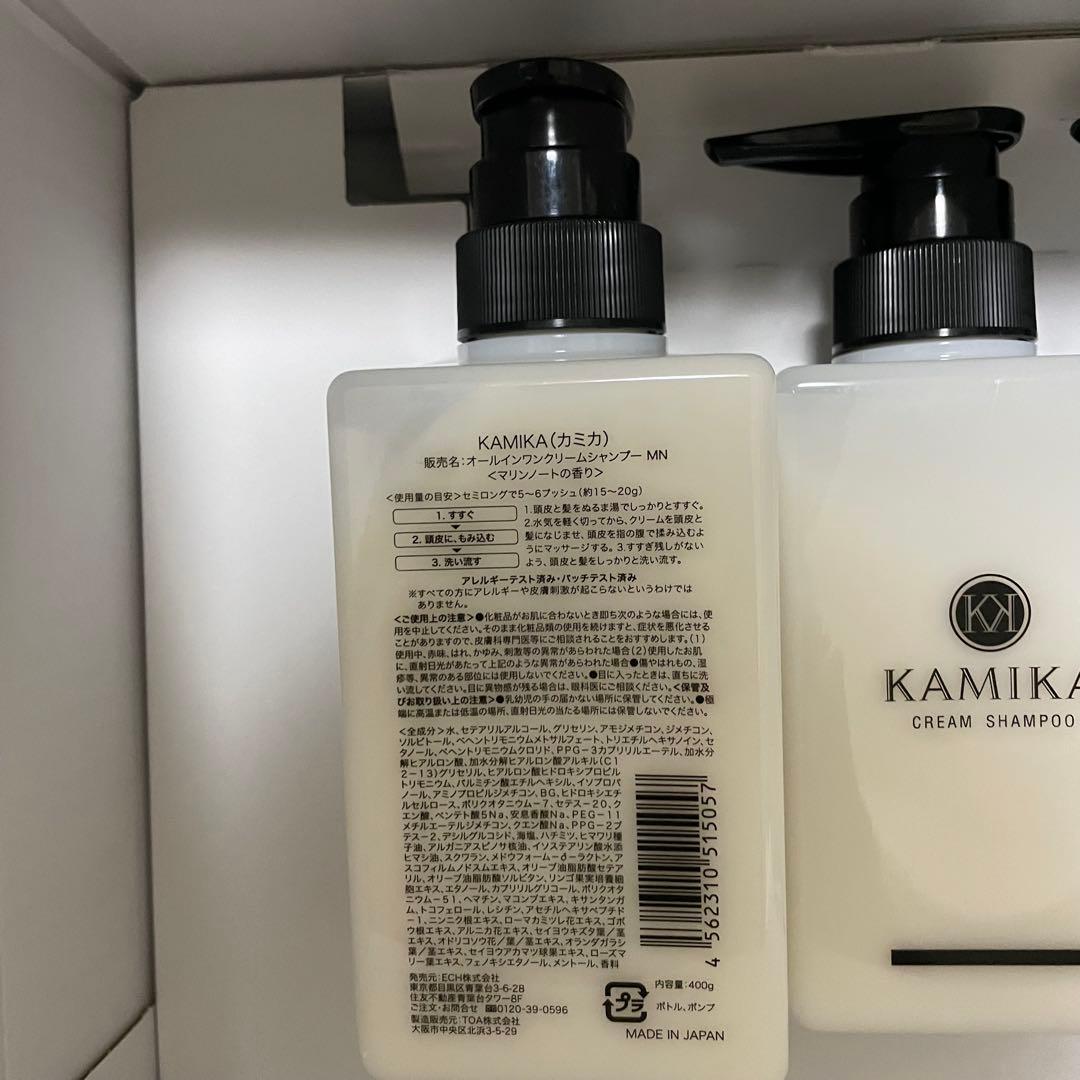 KAMIKA(カミカ)
販売名:オールインワンクリームシャンプー MN
<マリンノートの香り>
<使用量の目安>セミロングで5〜6プッシュ(約15〜20g)
1. すすぐ
2. 頭皮に、もみ込む
3. 洗い流す
1.頭皮と髪をぬるま湯でしっかりとすすぐ。
2.水気を軽く切ってから、クリームを頭皮と
髪になじませ、頭皮を指の腹で揉み込むよ
うにマッサージする。3.すすぎ残しがない
よう、頭皮と髪をしっかりと洗い流す。
アレルギーテスト済み・パッチテスト済み
※すべての方にアレルギーや皮膚刺激が起こらないというわけでは
ありません。
<ご使用上の注意>●化粧品がお肌に合わないとき即ち次のような場合には、使
用を中止してください。そのまま化粧品類の使用を続けますと、症状を悪化させる
ことがありますので、皮膚科専門医等にご相談されることをおすすめします。(1)
使用中、赤味、はれ、かゆみ、刺激等の異常があらわれた場合(2)使用したお肌
に、直射日光があたって上記のような異常があらわれた場合●傷やはれもの、湿
疹等、異常のある部位には使用しないでください。●目に入ったときは、直ちに洗
い流してください。目に異物感が残る場合は、眼科医にご相談ください。<保管及
びお取り扱い上の注意>●乳幼児の手の届かない場所に保管してください。●極
端に高温または低温の場所、直射日光の当たる場所には保管しないでください。
<全成分>水、セテアリルアルコール、グリセリン、アモジメチコン、ジメチコン、
ソルビトール、ベヘントリモニウムメトサルフェート、トリエチルヘキサノイン、セ
タノール、ベヘントリモニウムクロリド、PPG-3カプリリルエーテル、加水分
解ヒアルロン酸、加水分解ヒアルロン酸アルキル(C1
2-13)グリセリル、ヒアルロン酸ヒドロキシプロピル
トリモニウム、パルミチン酸エチルヘキシル、イソプロパ
ノール、アミノプロピルジメチコン、BG、ヒドロキシエチ
ルセルロース、ポリクオタニウム-7、セテス-20、ク
エン酸、ペンテト酸5Na、安息香酸Na、PEG-11
メチルエーテルジメチコン、クエン酸Na、PPG-2プ
テス-2、デシルグルコシド、海塩、ハチミツ、ヒマワリ種
子油、アルガニアスピノサ核油、イソステアリン酸水添
ヒマシ油、スクワラン、メドウフォーム-δ-ラクトン、ア
スコフィルムノドスムエキス、オリーブ油脂肪酸セテア
リル、オリーブ油脂肪酸ソルビタン、リンゴ果実培養細
胞エキス、エタノール、カプリリルグリコール、ポリクオタ
ニウム-51、ヘマチン、マコンブエキス、キサンタンガ
ム、トコフェロール、レシチン、アセチルヘキサペプチド
-1、ニンニク根エキス、ローマカミツレ花エキス、ゴボ
ウ根エキス、アルニカ花エキス、セイヨウキズタ葉/茎
エキス、オドリコソウ花/葉/茎エキス、オランダガラシ
葉/茎エキス、セイヨウアカマツ球果エキス、ローズマ
リー葉エキス、フェノキシエタノール、メントール、香料
4 562310 515057
発売元:ECH株式会社
東京都目黒区青葉台3-6-28
住友不動産青葉台タワー8F
ご注文・お問合せ 0120-39-0596
製造販売元:TOA株式会社
大阪市中央区北浜3-5-29
プラ
内容量:400g
ボトル、ポンプ
MADE IN JAPAN
KK
KAMIKA
CREAM SHAMPOO